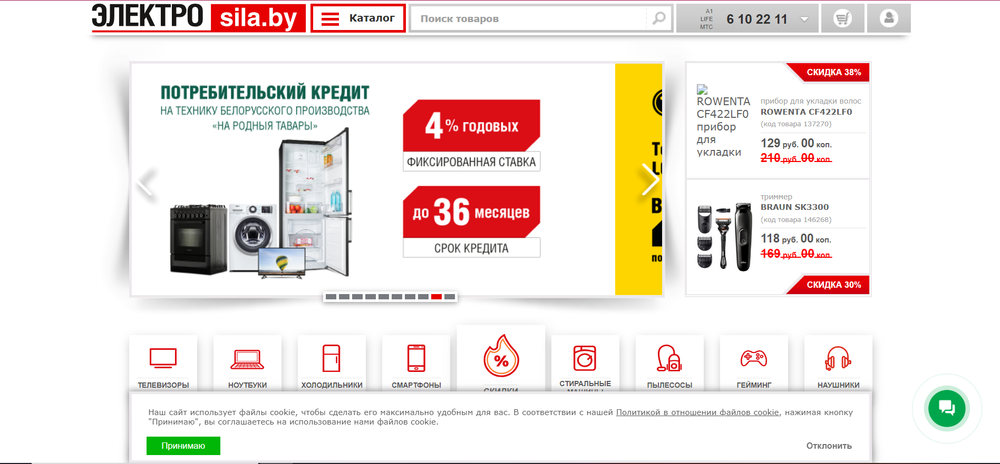 ЭЛЕКТРО sila.by
Каталог
Поиск товаров
A1
LIFE
МТС
6 10 22 11
ПОТРЕБИТЕЛЬСКИЙ КРЕДИТ
НА ТЕХНИКУ БЕЛОРУССКОГО ПРОИЗВОДСТВА
«НА РОДНЫЯ ТАВАРЫ»
4% годовых
ФИКСИРОВАННАЯ СТАВКА
до 36 месяцев
СРОК КРЕДИТА
по
СКИДКА 38%
ROWENTA
CF422LF0
прибор
для
укладки
прибор для укладки волос
ROWENTA CF422LF0
(код товара 137270)
129 руб. 00 коп.
210 руб. 00 коп.
триммер
BRAUN SK3300
(код товара 146268)
118 руб. 00 коп.
169 руб. 00 коп.
СКИДКА 30%
ТЕЛЕВИЗОРЫ
НОУТБУКИ
ХОЛОДИЛЬНИКИ
СМАРТФОНЫ
%
СКИДКИ
СТИРАЛЬНЫЕ
МАШИНЫ
ПЫЛЕСОСЫ
ГЕЙМИНГ
НАУШНИКИ
Наш сайт использует файлы cookie, чтобы сделать его максимально удобным для вас. В соответствии с нашей Политикой в отношении файлов cookie, нажимая кнопку
"Принимаю", вы соглашаетесь на использование нами файлов cookie.
Принимаю
Отклонить